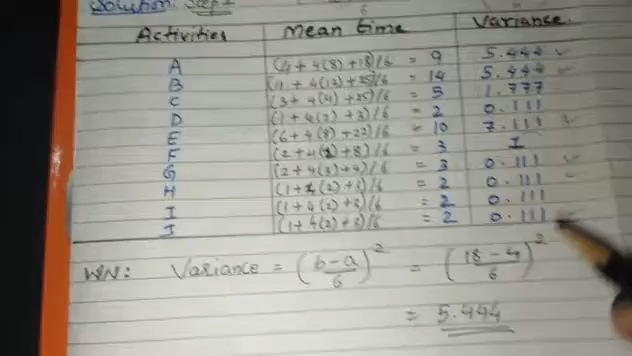 Solution: Step 1
6
Activities Mean time Variance
A (4 + 4(8) +18)/6 = 9 5.444 ✓
B + 4(12) + 25)/6 = 14 5.444 ✓
C (3 + 4(4) + 25)/6 = 5 1.777
D (1 + 4(2) + 3)/6 = 2 0.111
E (6 + 4(8) + 22)/6 = 10 7.111
F (2 + 4(2) + 8)/6 = 3 1
G (2 + 4(3) + 4)/6 = 3 0.111 ✓
H (1 + 4(2) + 3)/6 = 2 0.111
I (1 + 4(2) + 3)/6 = 2 0.111
J (1 + 4(2) + 3)/6 = 2 0.111
WN: Variance = (b-a/6)² = (18-4/6)²
= 5.444